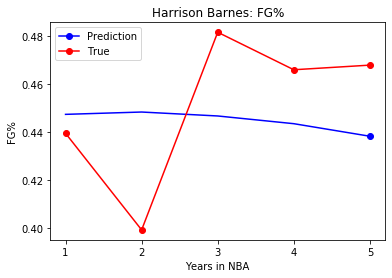 Harrison Barnes: FG%
Prediction
True
0.48
0.46
0.44
0.42
0.40
FG%
1 2 3 4 5
Years in NBA